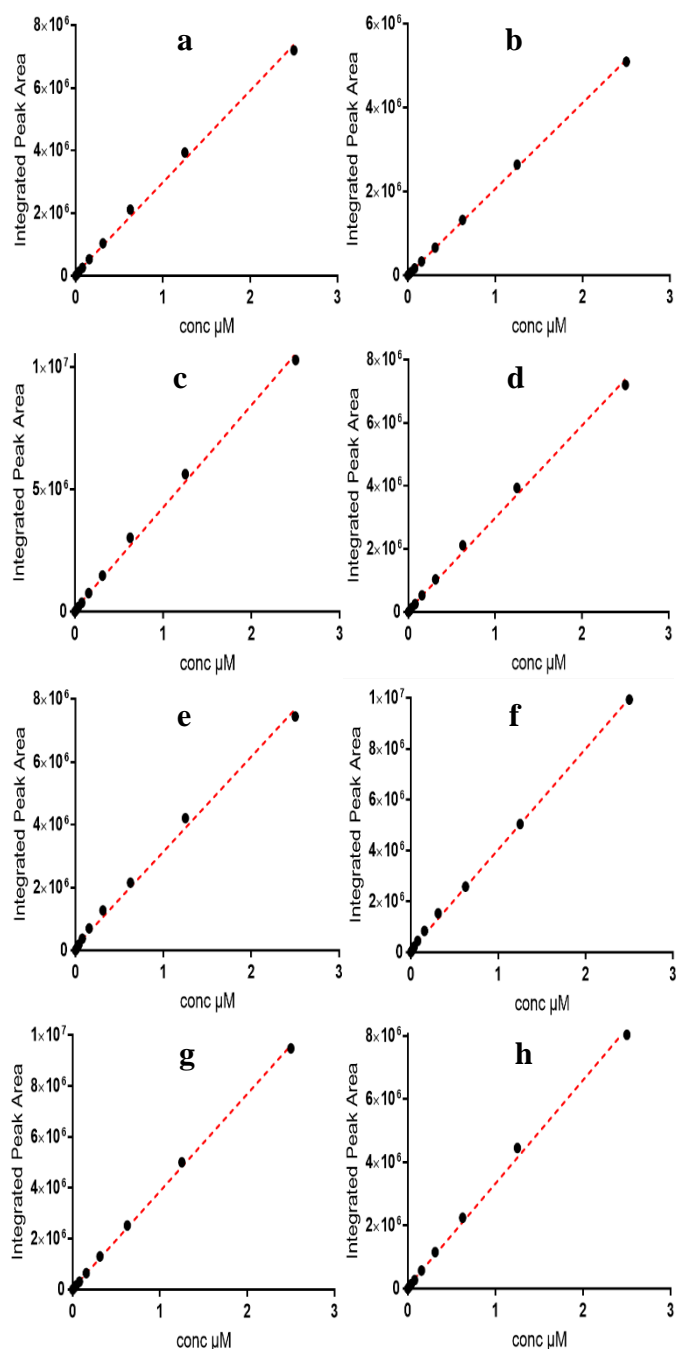 a
Integrated Peak Area
8×10⁶
6×10⁶
4×10⁶
2×10⁶
0
0 1 2 3
conc µM
b
Integrated Peak Area
6×10⁶
4×10⁶
2×10⁶
0
0 1 2 3
conc µM
c
Integrated Peak Area
1×10⁷
5×10⁶
0
0 1 2 3
conc µM
d
Integrated Peak Area
8×10⁶
6×10⁶
4×10⁶
2×10⁶
0
0 1 2 3
conc µM
e
Integrated Peak Area
8×10⁶
6×10⁶
4×10⁶
2×10⁶
0
0 1 2 3
conc µM
f
Integrated Peak Area
1×10⁷
8×10⁶
6×10⁶
4×10⁶
2×10⁶
0
0 1 2 3
conc µM
g
Integrated Peak Area
1×10⁷
8×10⁶
6×10⁶
4×10⁶
2×10⁶
0
0 1 2 3
conc µM
h
Integrated Peak Area
8×10⁶
6×10⁶
4×10⁶
2×10⁶
0
0 1 2 3
conc µM